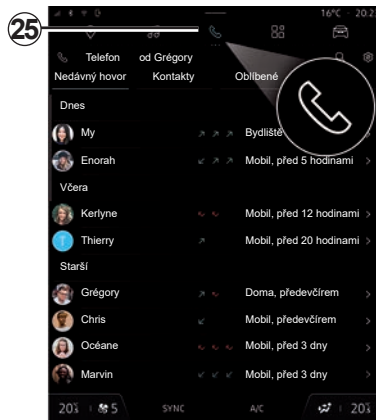 16°C 20:2
25
Telefon od Grégory
Nedávný hovor Kontakty Oblíbené
Dnes
My Bydliště
Enorah Mobil, před 5 hodinami
Včera
Kerlyne Mobil, před 12 hodinami
T Thierry Mobil, před 20 hodinami
Starší
Grégory Doma, předevčírem
Chris Mobil, předevčírem
Océane Mobil, před 3 dny
Marvin Mobil, před 3 dny
5 SYNC A/C